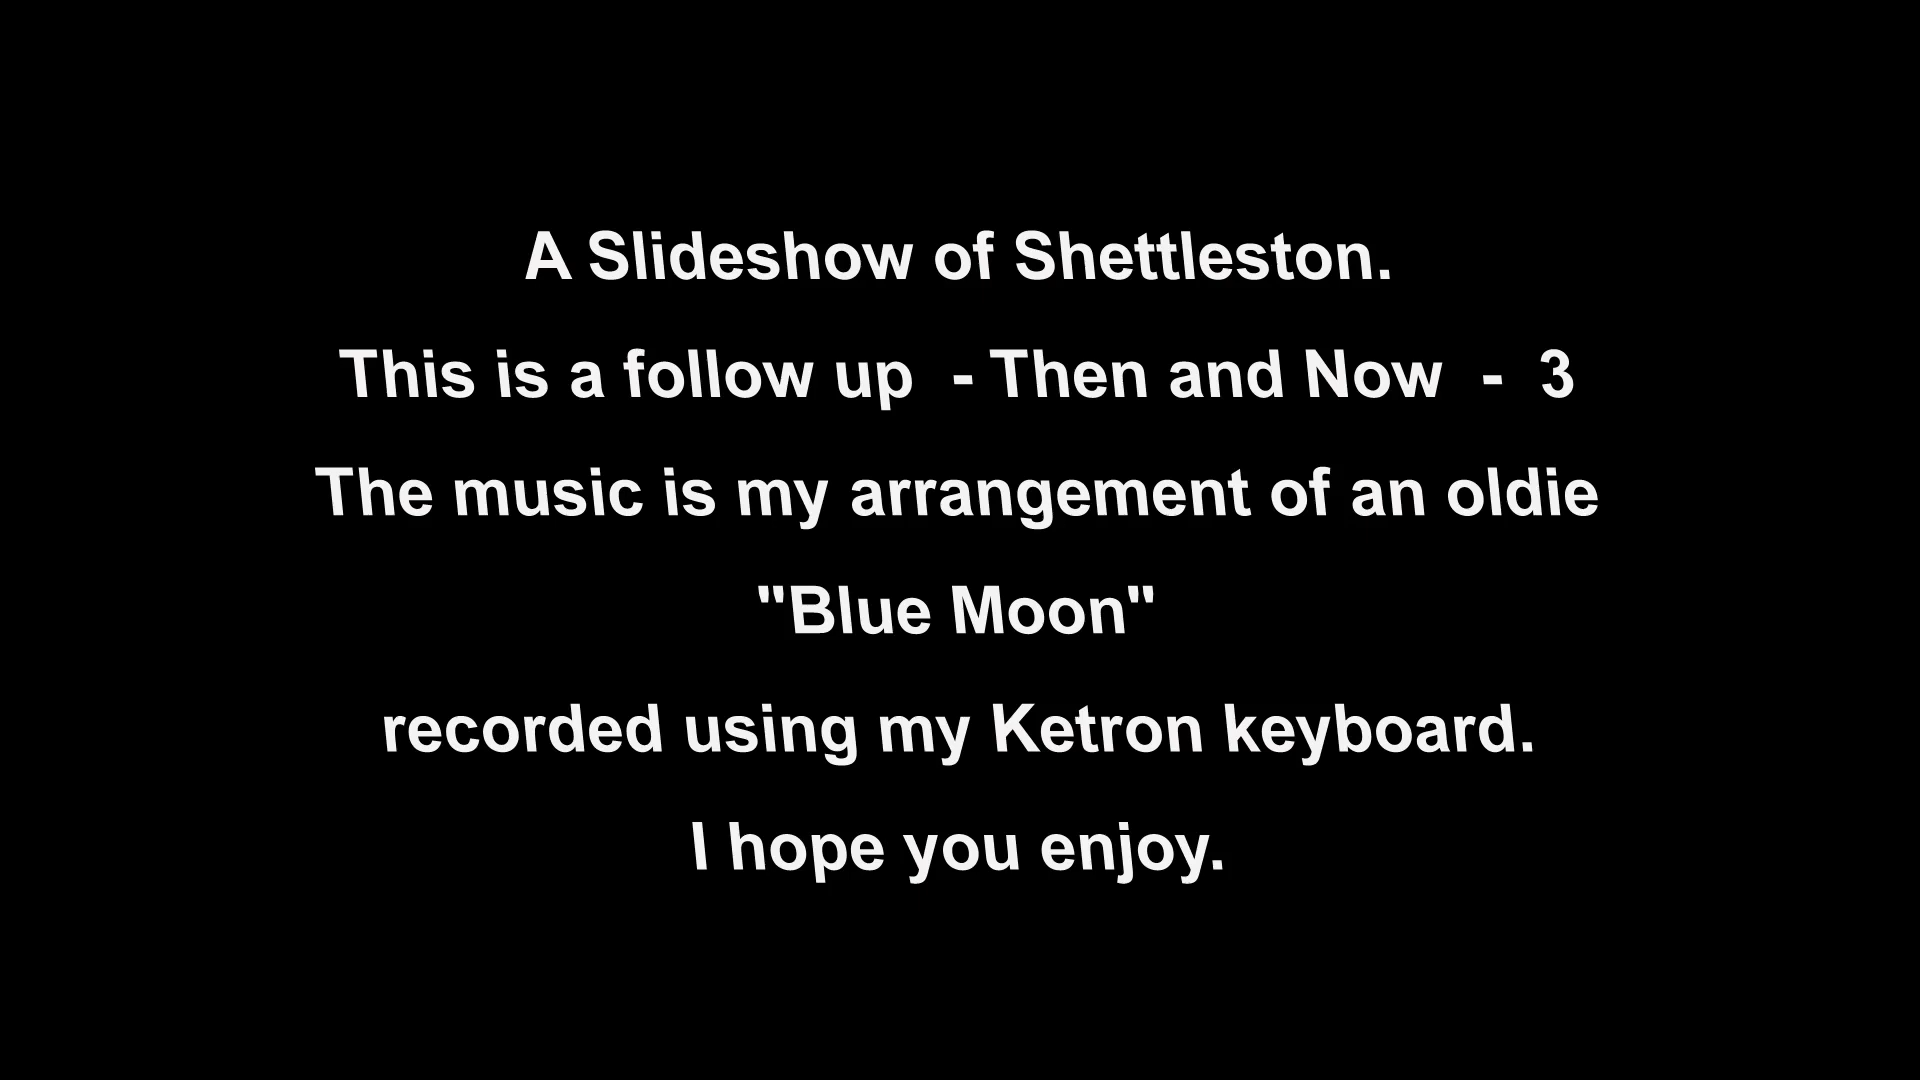 A Slideshow of Shettleston.
This is a follow up  - Then and Now  -  3
The music is my arrangement of an oldie
"Blue Moon"
recorded using my Ketron keyboard.
I hope you enjoy.